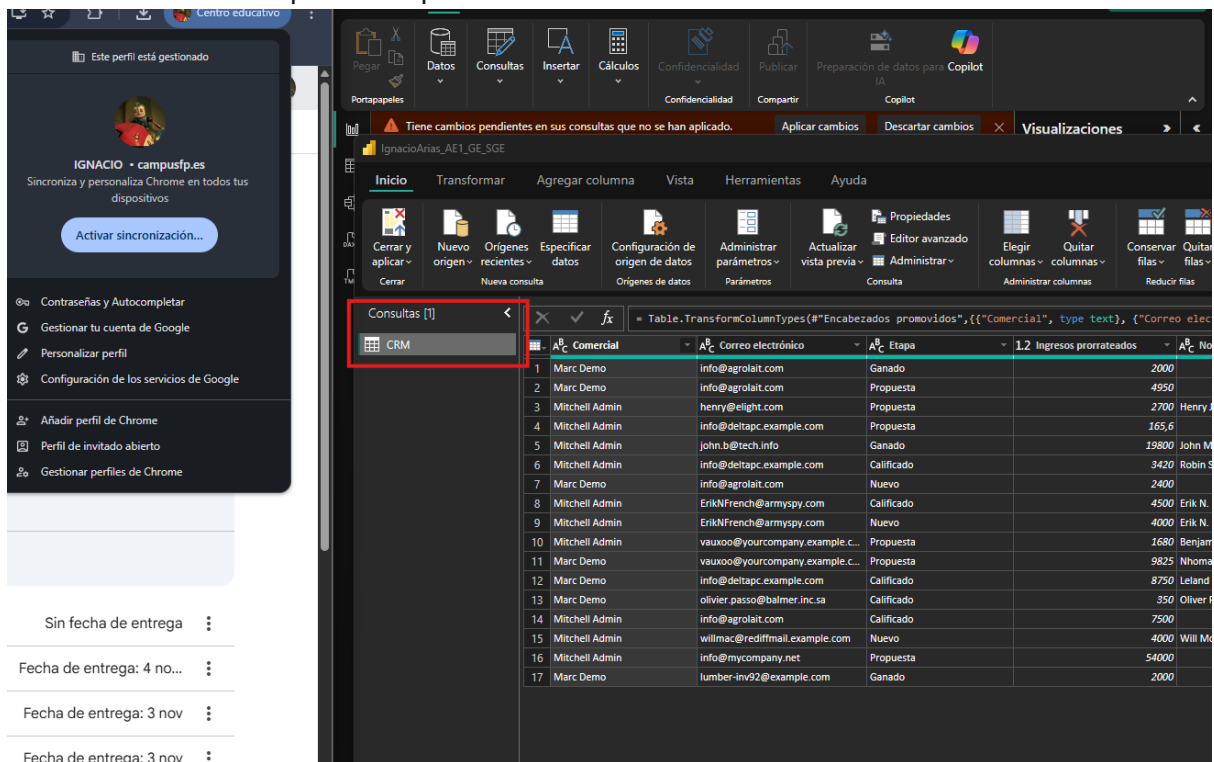 Centro educativo
Este perfil está gestionado
IGNACIO • campusfp.es
Sincroniza y personaliza Chrome en todos tus
dispositivos
Activar sincronización...
Contraseñas y Autocompletar
Gestionar tu cuenta de Google
Personalizar perfil
Configuración de los servicios de Google
Añadir perfil de Chrome
Perfil de invitado abierto
Gestionar perfiles de Chrome
Sin fecha de entrega
Fecha de entrega: 4 no...
Fecha de entrega: 3 nov
Fecha de entrega: 3 nov
Pegar Datos Consultas Insertar Cálculos Confidencialidad Publicar Preparación de datos para IA Copilot
Portapapeles Confidencialidad Compartir Copilot
Tiene cambios pendientes en sus consultas que no se han aplicado. Aplicar cambios Descartar cambios Visualizaciones
IgnacioArias_AE1_GE_SGE
Inicio Transformar Agregar columna Vista Herramientas Ayuda
Cerrar y aplicar Nuevo origen Orígenes recientes Especificar datos Configuración de origen de datos Administrar parámetros Actualizar vista previa Propiedades Editor avanzado Administrar Elegir columnas Quitar columnas Conservar filas Quitar filas
Cerrar Nueva consulta Orígenes de datos Parámetros Consulta Administrar columnas Reducir filas
Consultas [1]
CRM
fx = Table.TransformColumnTypes(#"Encabezados promovidos",{{"Comercial", type text}, {"Correo elect
ABC Comercial ABC Correo electrónico ABC Etapa 1.2 Ingresos prorrateados ABC No
1 Marc Demo info@agrolait.com Ganado 2000
2 Marc Demo info@agrolait.com Propuesta 4950
3 Mitchell Admin henry@elight.com Propuesta 2700 Henry J
4 Mitchell Admin info@deltapc.example.com Propuesta 165,6
5 Mitchell Admin john.b@tech.info Ganado 19800 John M
6 Mitchell Admin info@deltapc.example.com Calificado 3420 Robin S
7 Marc Demo info@agrolait.com Nuevo 2400
8 Mitchell Admin ErikNFrench@armyspy.com Calificado 4500 Erik N.
9 Mitchell Admin ErikNFrench@armyspy.com Nuevo 4000 Erik N.
10 Mitchell Admin vauxoo@yourcompany.example.c... Propuesta 1680 Benjam
11 Marc Demo vauxoo@yourcompany.example.c... Propuesta 9825 Nhoma
12 Marc Demo info@deltapc.example.com Calificado 8750 Leland
13 Marc Demo olivier.passo@balmer.inc.sa Calificado 350 Oliver P
14 Mitchell Admin info@agrolait.com Calificado 7500
15 Mitchell Admin willmac@rediffmail.example.com Nuevo 4000 Will Mc
16 Mitchell Admin info@mycompany.net Propuesta 54000
17 Marc Demo lumber-inv92@example.com Ganado 2000